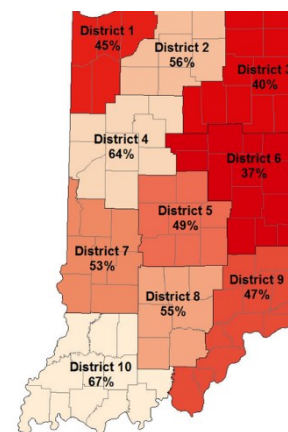 District 1
45%
District 2
56%
District 3
40%
District 4
64%
District 6
37%
District 5
49%
District 7
53%
District 9
47%
District 8
55%
District 10
67%